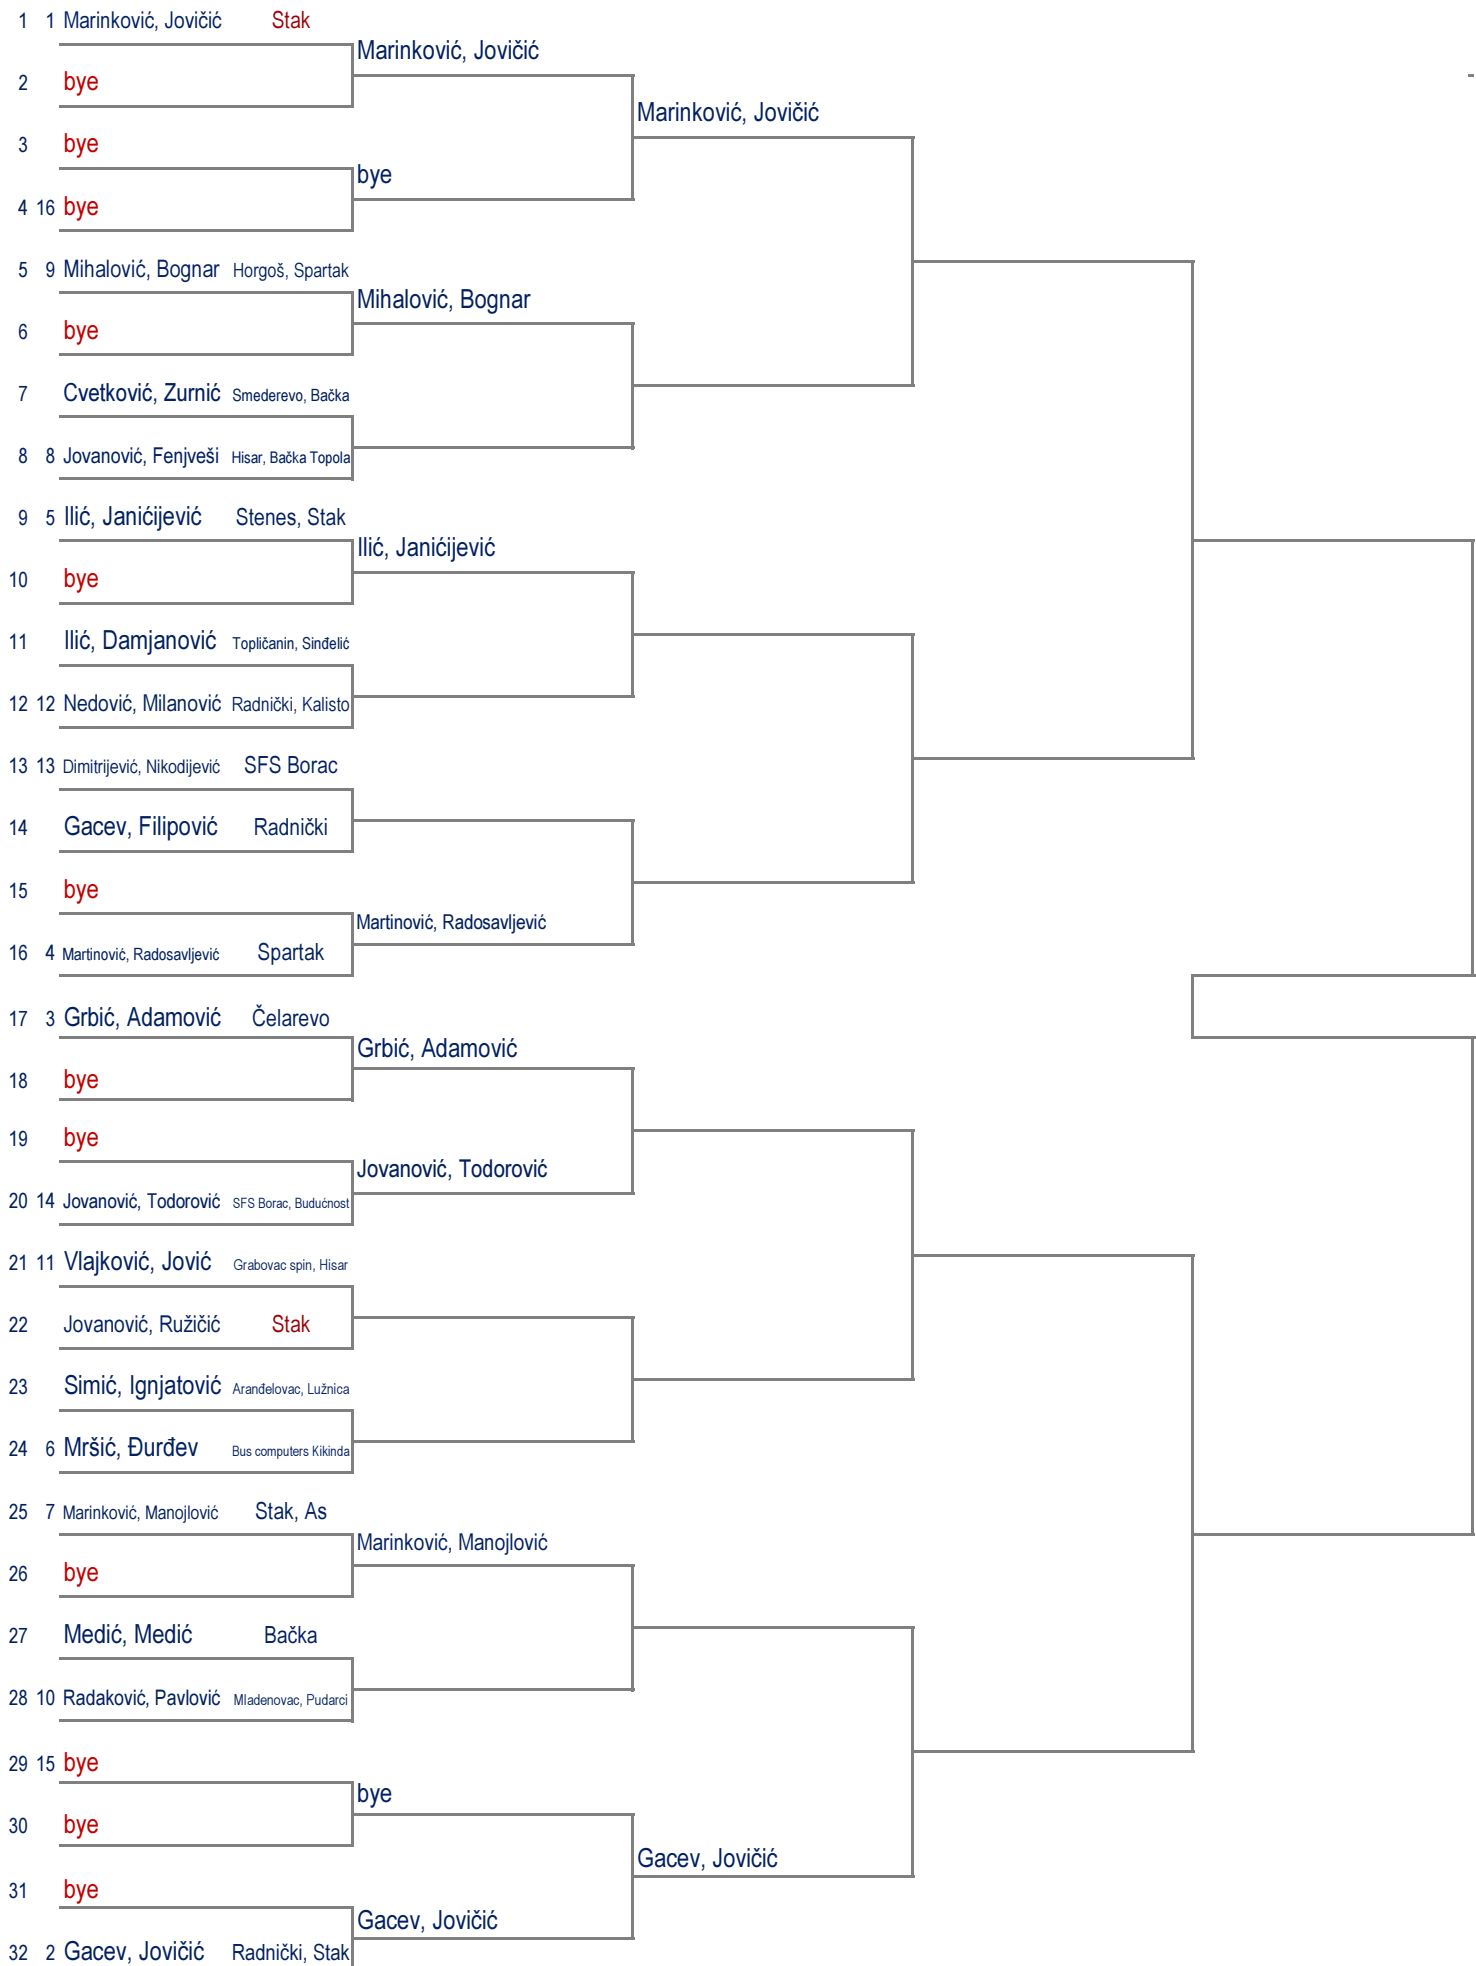 1 1 Marinković, Jovičić Stak
Marinković, Jovičić
2 bye
Marinković, Jovičić
3 bye
bye
4 16 bye
5 9 Mihalović, Bognar Horgoš, Spartak
Mihalović, Bognar
6 bye
7 Cvetković, Zurnić Smederevo, Bačka
8 8 Jovanović, Fenjveši Hisar, Bačka Topola
9 5 Ilić, Janićijević Stenes, Stak
Ilić, Janićijević
10 bye
11 Ilić, Damjanović Topličanin, Sinđelić
12 12 Nedović, Milanović Radnički, Kalisto
13 13 Dimitrijević, Nikodijević SFS Borac
14 Gacev, Filipović Radnički
15 bye
Martinović, Radosavljević
16 4 Martinović, Radosavljević Spartak
17 3 Grbić, Adamović Čelarevo
Grbić, Adamović
18 bye
19 bye
Jovanović, Todorović
20 14 Jovanović, Todorović SFS Borac, Budućnost
21 11 Vlajković, Jović Grabovac spin, Hisar
22 Jovanović, Ružičić Stak
23 Simić, Ignjatović Aranđelovac, Lužnica
24 6 Mršić, Đurđev Bus computers Kikinda
25 7 Marinković, Manojlović Stak, As
Marinković, Manojlović
26 bye
27 Medić, Medić Bačka
28 10 Radaković, Pavlović Mladenovac, Pudarci
29 15 bye
bye
30 bye
Gacev, Jovičić
31 bye
Gacev, Jovičić
32 2 Gacev, Jovičić Radnički, Stak